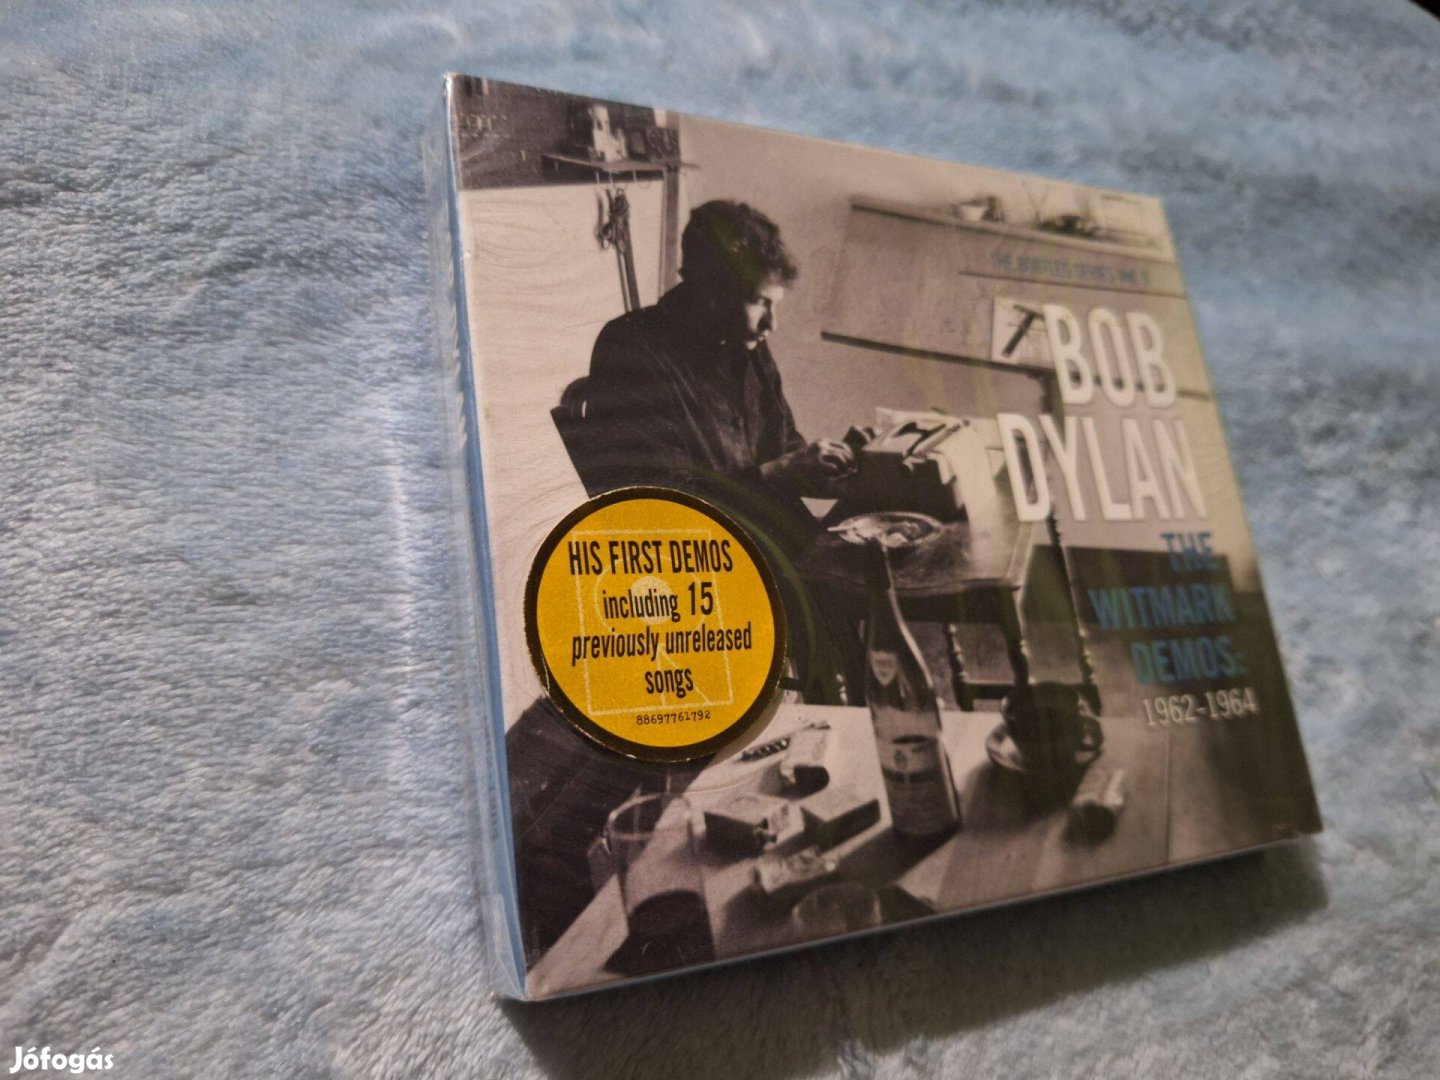 THE BOOTLEG SERIES VOL. 9
BOB
DYLAN
THE
WITMARK
DEMOS:
1962-1964
HIS FIRST DEMOS
including 15
previously unreleased
songs
88697761792
Jófogás